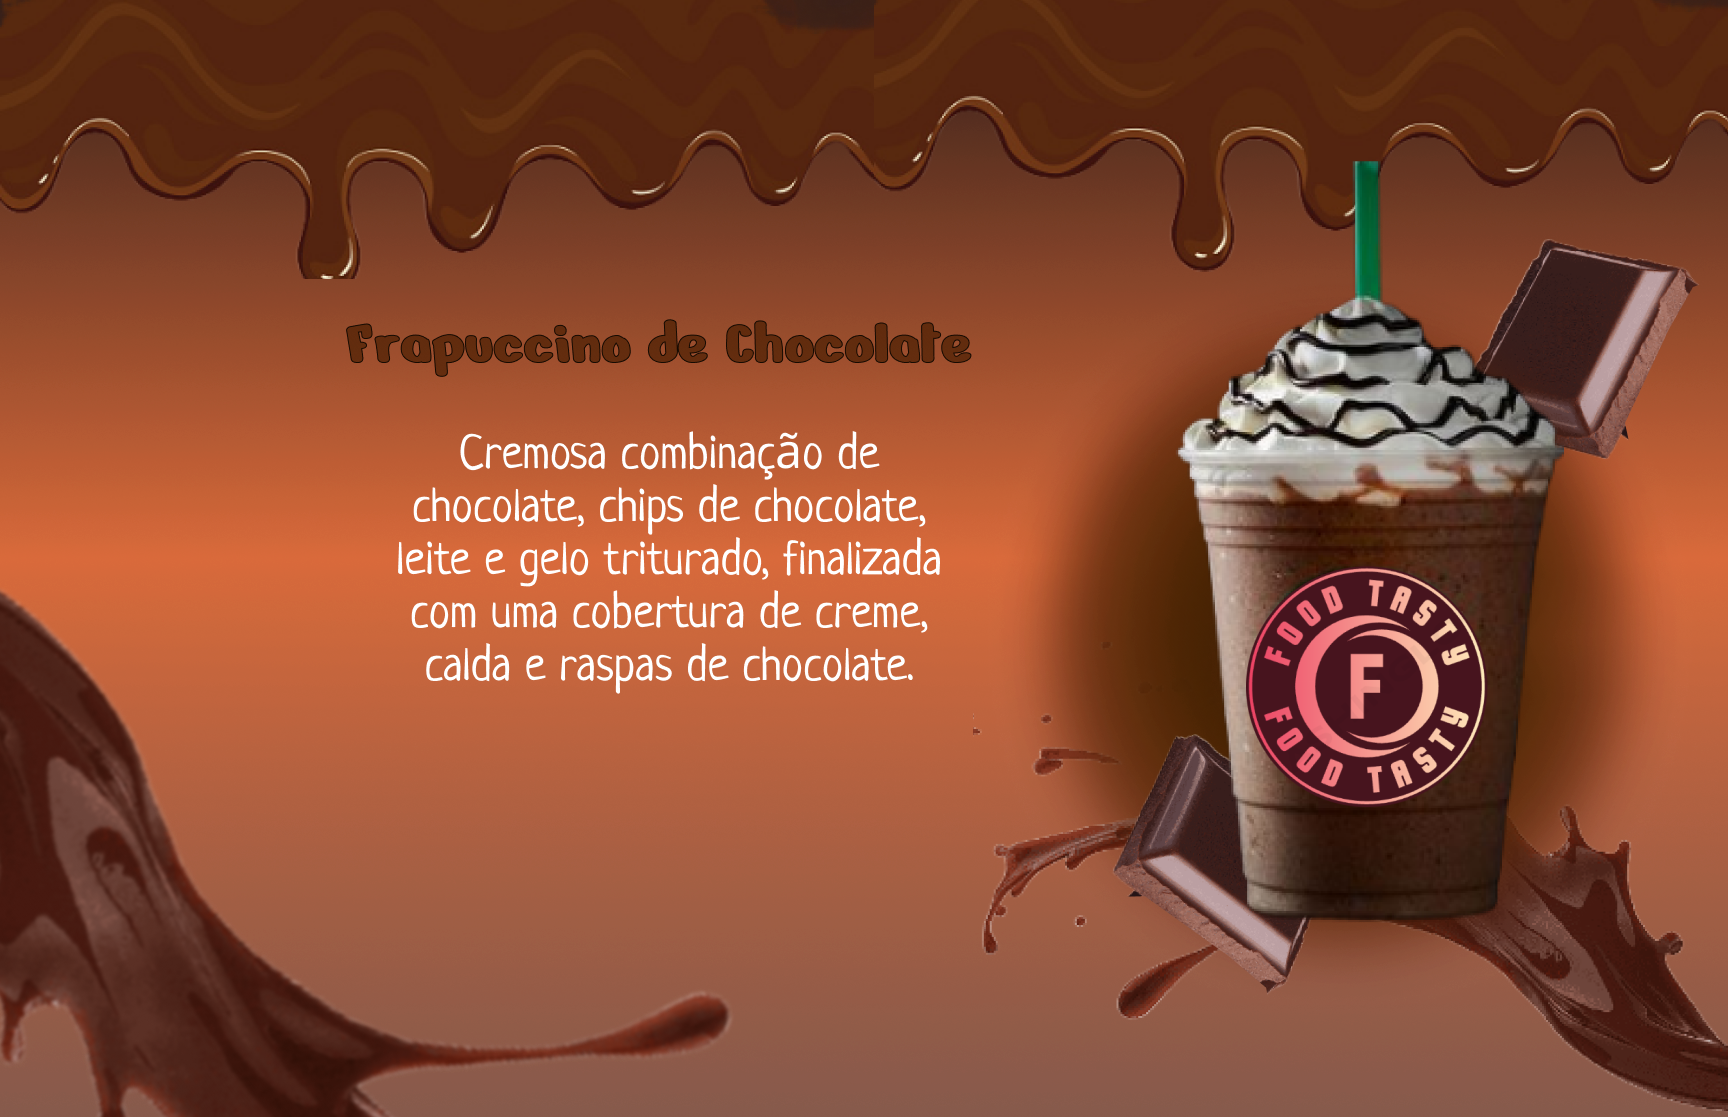 Frapuccino de Chocolate
Cremosa combinação de
chocolate, chips de chocolate,
leite e gelo triturado, finalizada
com uma cobertura de creme,
calda e raspas de chocolate.
FOOD TASTY
F
FOOD TASTY